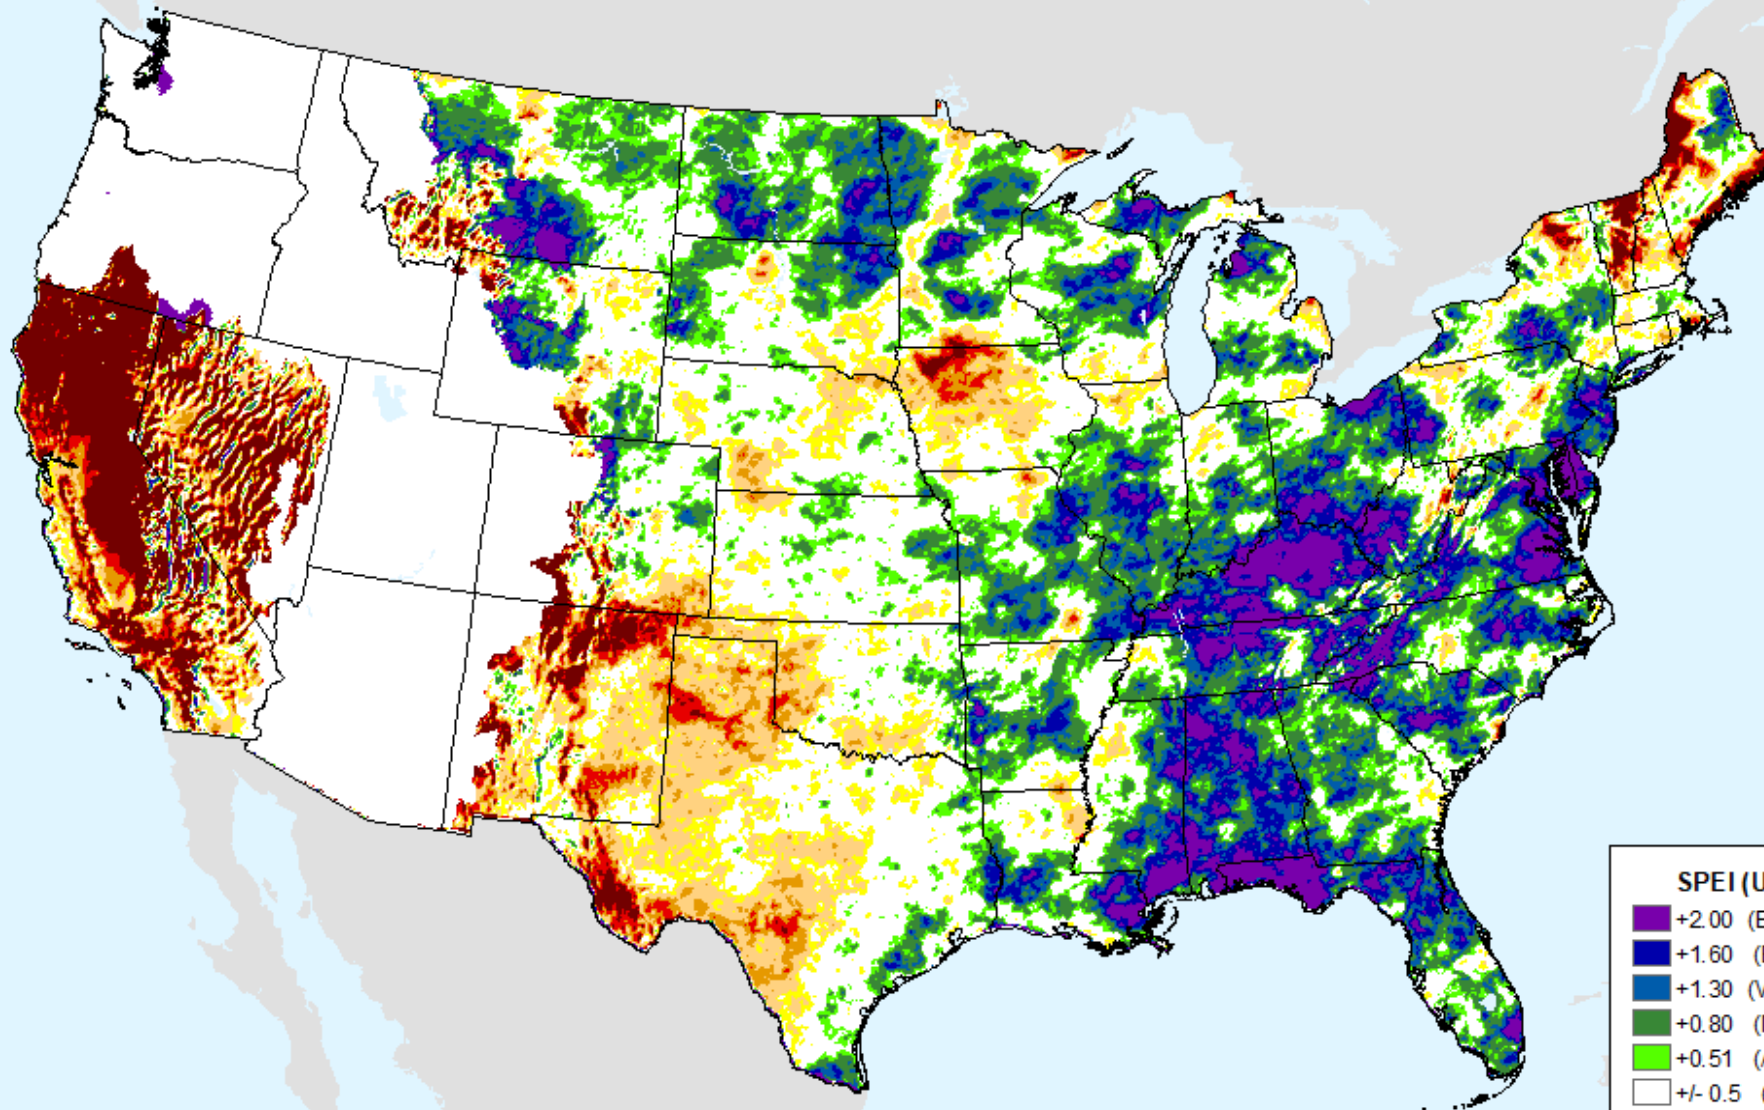 SPEI (U
+2.00 (E
+1.60 (
+1.30 (V
+0.80 (
+0.51 (
+/- 0.5 (